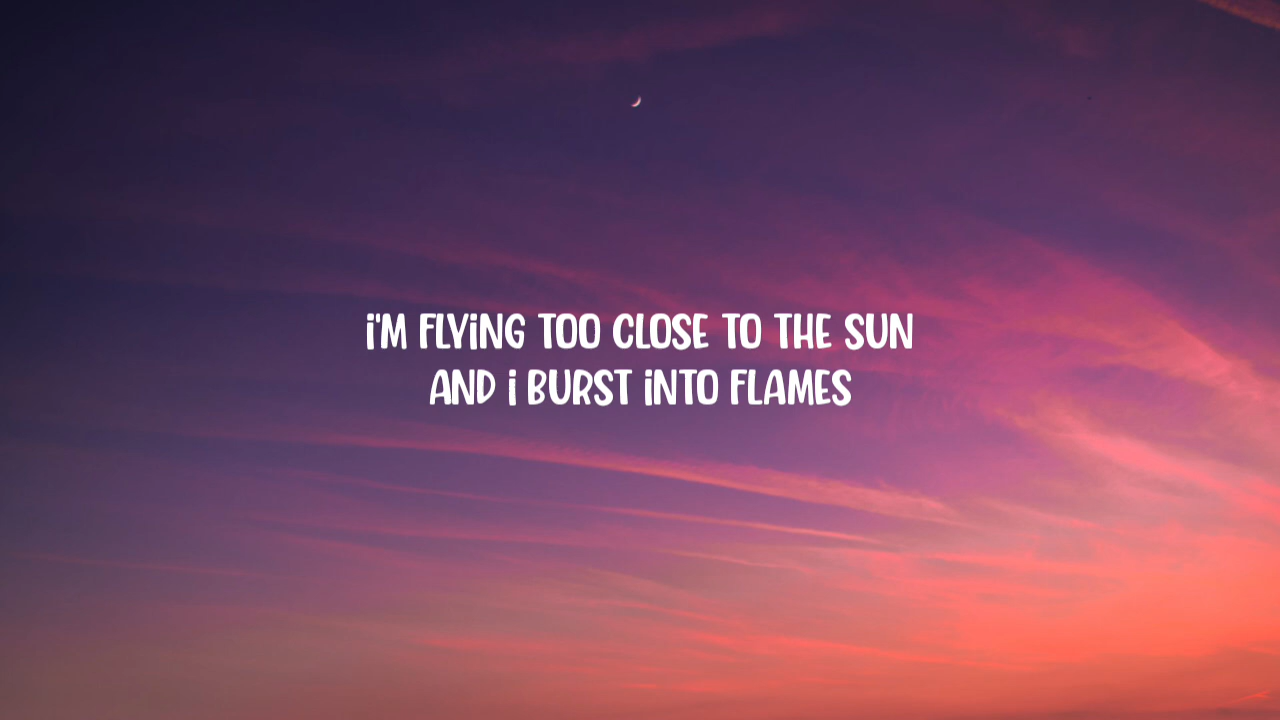 i'M FLYiNG TOO CLOSE TO THE SUN
AND i BURST iNTO FLAMES